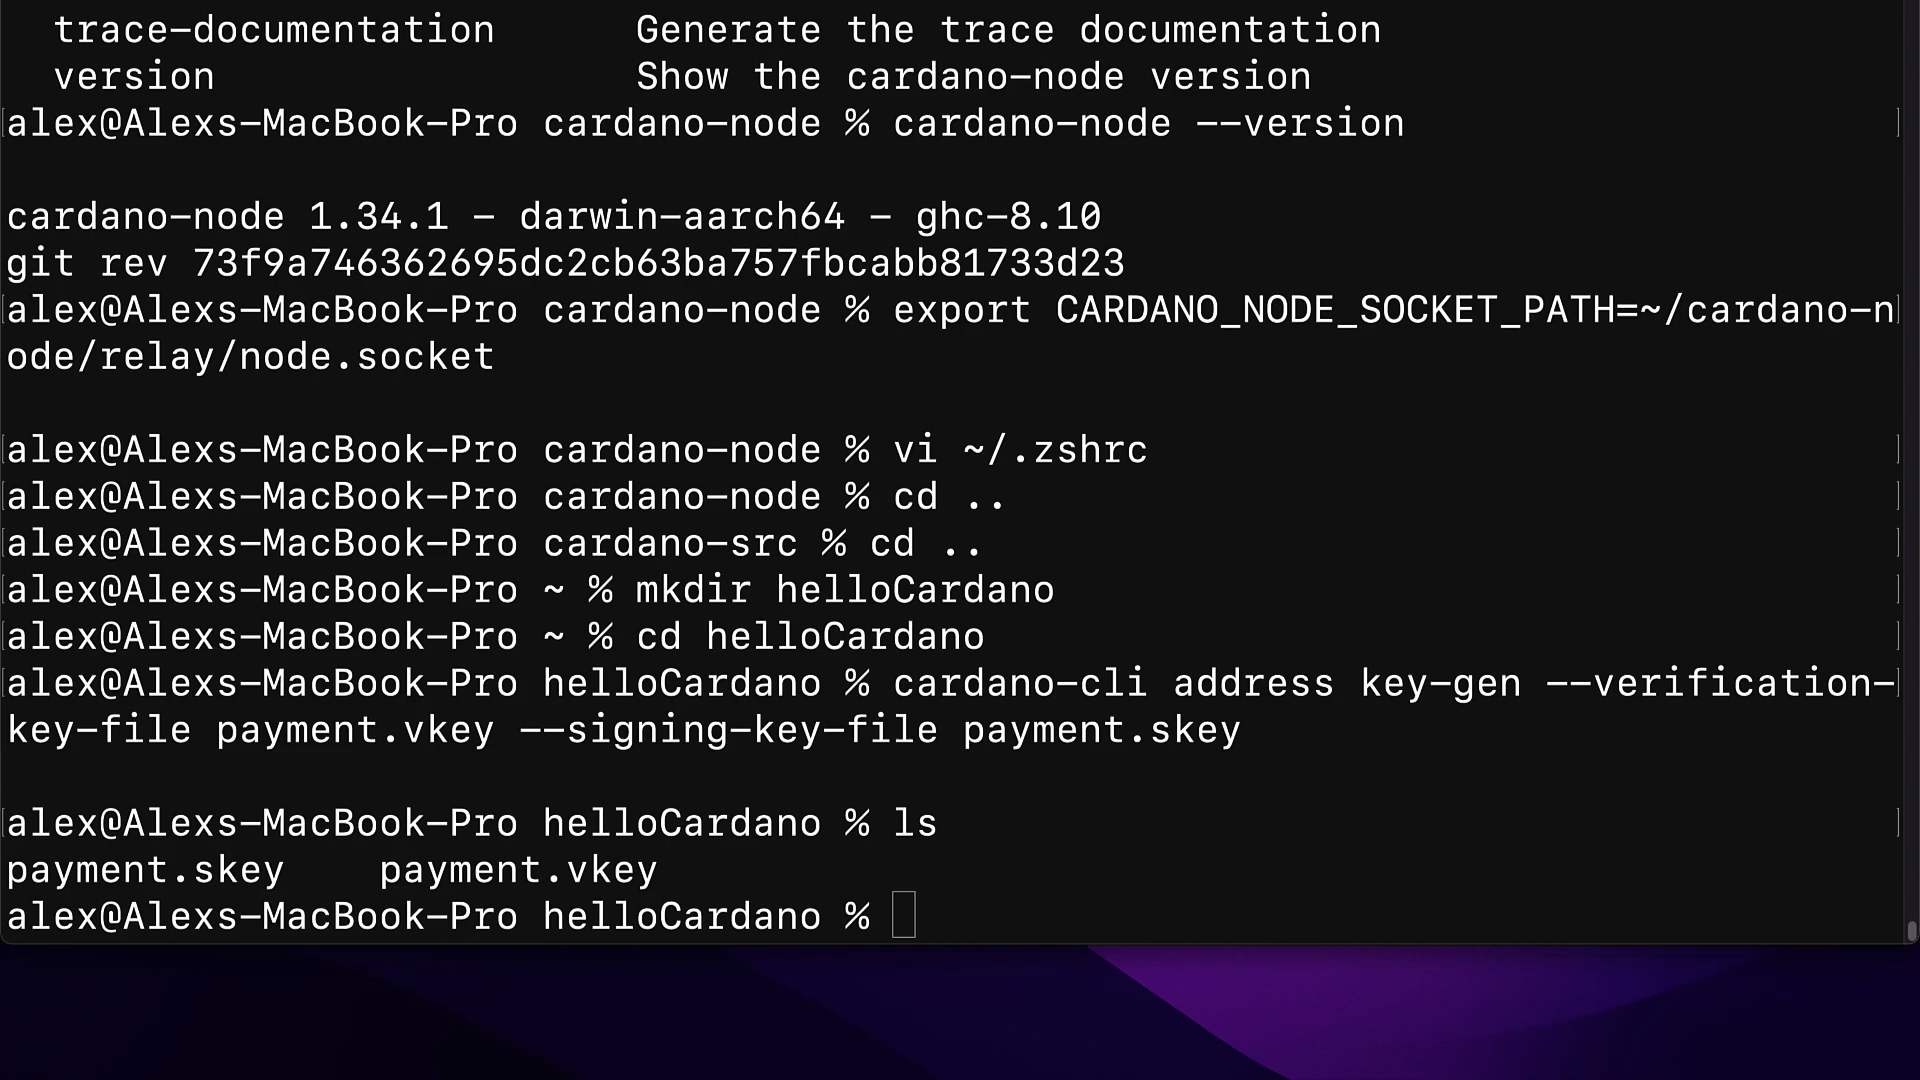 trace-documentation Generate the trace documentation
version Show the cardano-node version
alex@Alexs-MacBook-Pro cardano-node % cardano-node --version
cardano-node 1.34.1 - darwin-aarch64 - ghc-8.10
git rev 73f9a746362695dc2cb63ba757fbcabb81733d23
alex@Alexs-MacBook-Pro cardano-node % export CARDANO_NODE_SOCKET_PATH=~/cardano-n
ode/relay/node.socket
alex@Alexs-MacBook-Pro cardano-node % vi ~/.zshrc
alex@Alexs-MacBook-Pro cardano-node % cd ..
alex@Alexs-MacBook-Pro cardano-src % cd ..
alex@Alexs-MacBook-Pro ~ % mkdir helloCardano
alex@Alexs-MacBook-Pro ~ % cd helloCardano
alex@Alexs-MacBook-Pro helloCardano % cardano-cli address key-gen --verification-
key-file payment.vkey --signing-key-file payment.skey
alex@Alexs-MacBook-Pro helloCardano % ls
payment.skey payment.vkey
alex@Alexs-MacBook-Pro helloCardano %